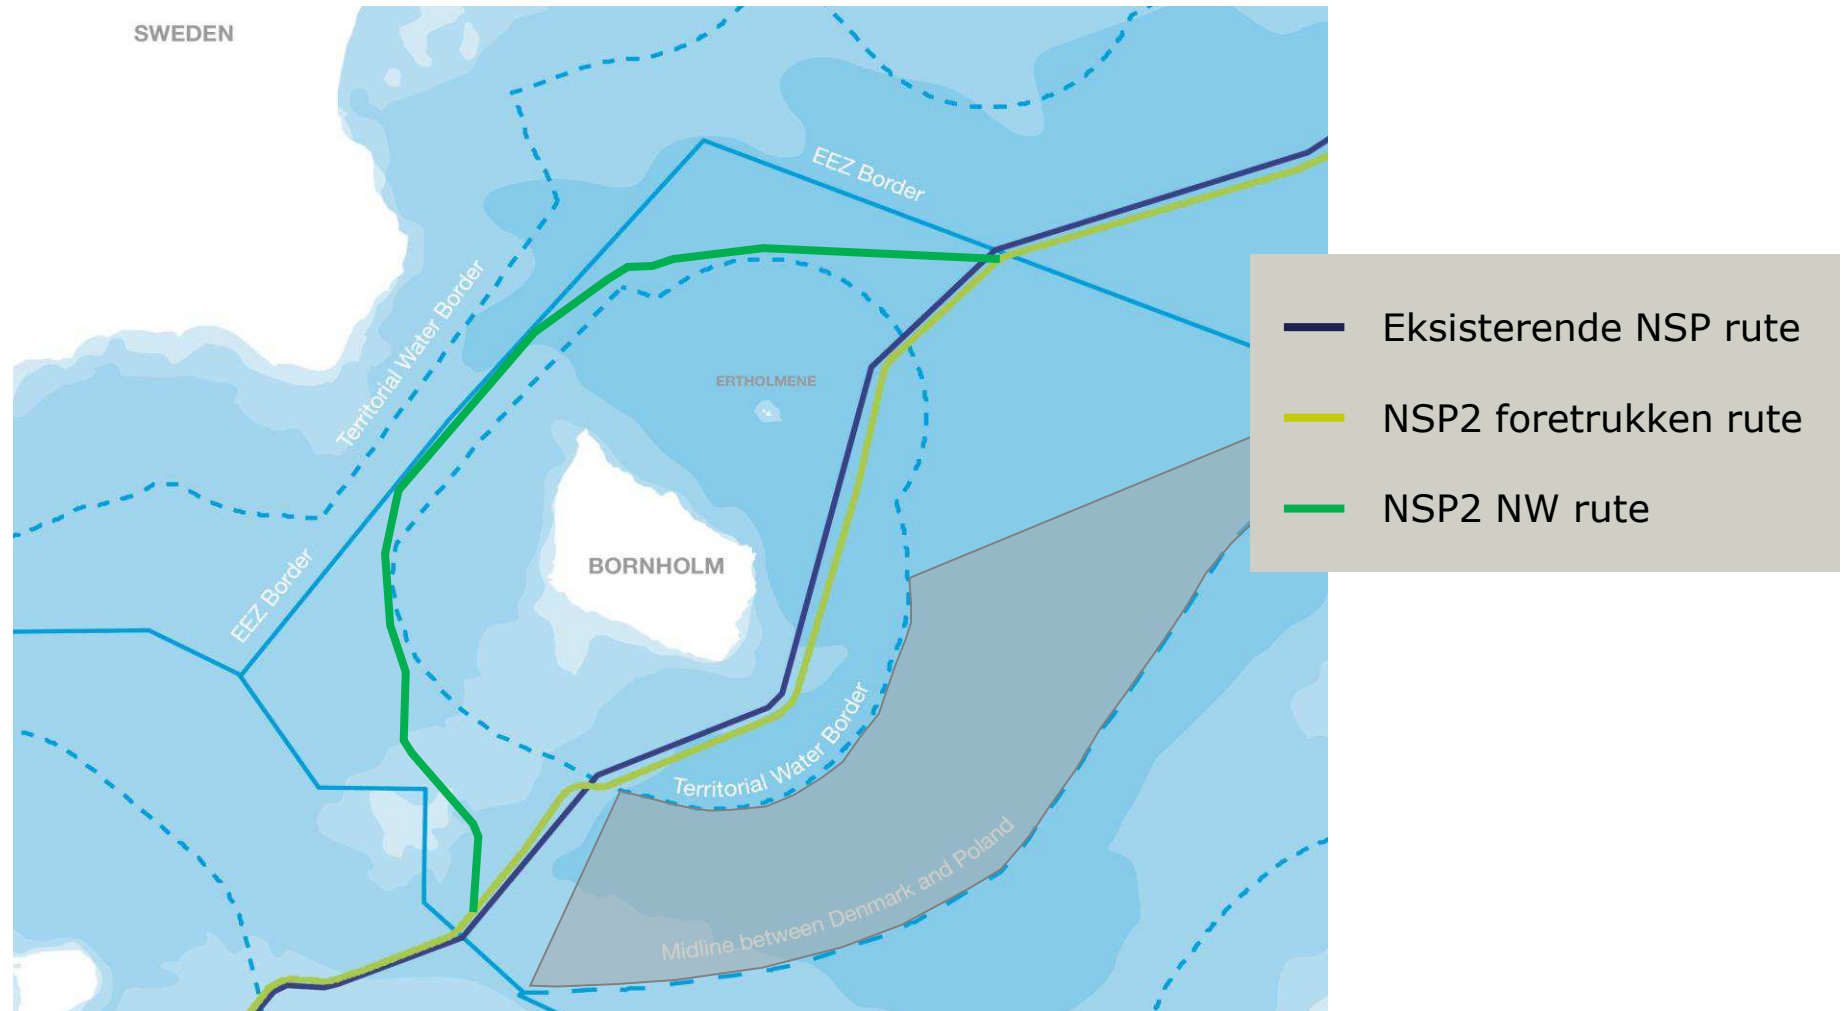 SWEDEN
EEZ Border
Territorial Water Border
ERTHOLMENE
Eksisterende NSP rute
NSP2 foretrukken rute
NSP2 NW rute
BORNHOLM
EEZ Border
Territorial Water Border
Midline between Denmark and Poland